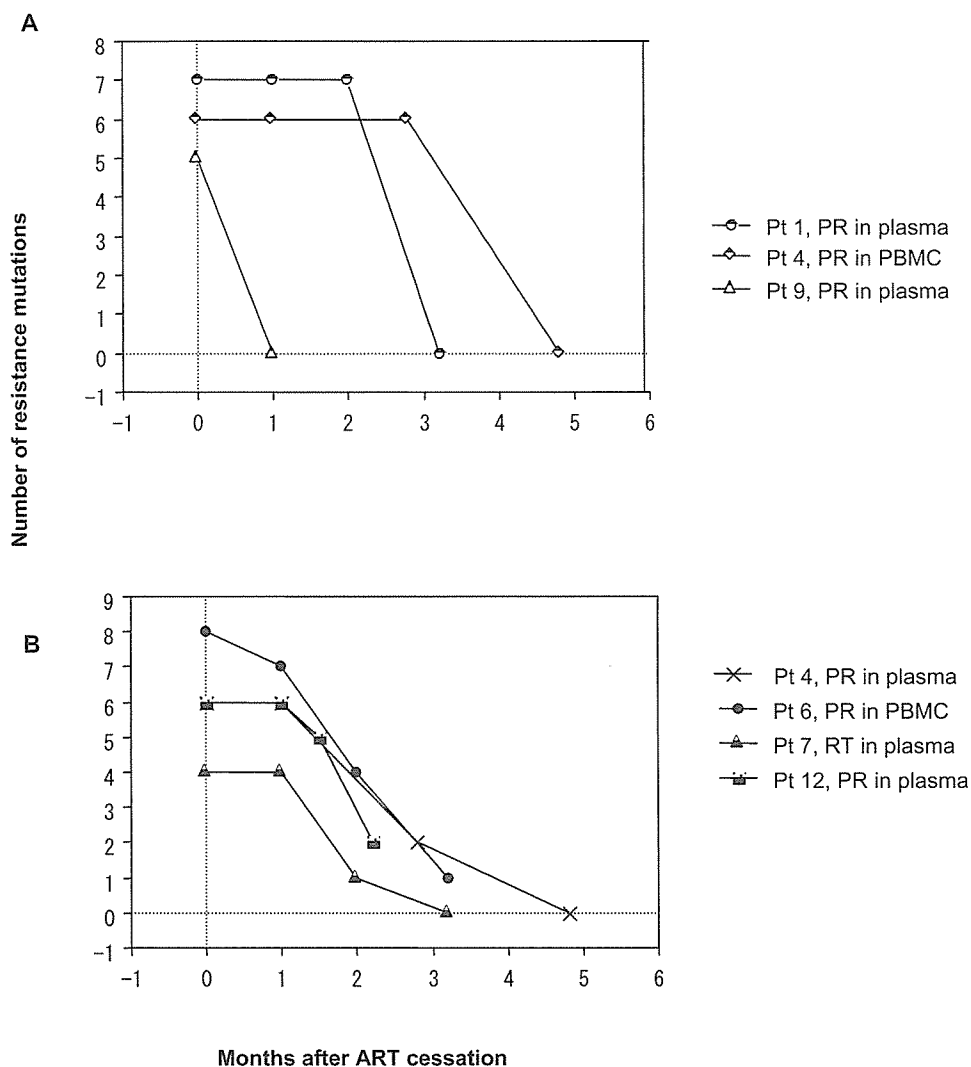 A
Number of resistance mutations
8
7
6
5
4
3
2
1
0
−1
−1 0 1 2 3 4 5 6
Pt 1, PR in plasma
Pt 4, PR in PBMC
Pt 9, PR in plasma
B
9
8
7
6
5
4
3
2
1
0
−1
−1 0 1 2 3 4 5 6
Pt 4, PR in plasma
Pt 6, PR in PBMC
Pt 7, RT in plasma
Pt 12, PR in plasma
Months after ART cessation